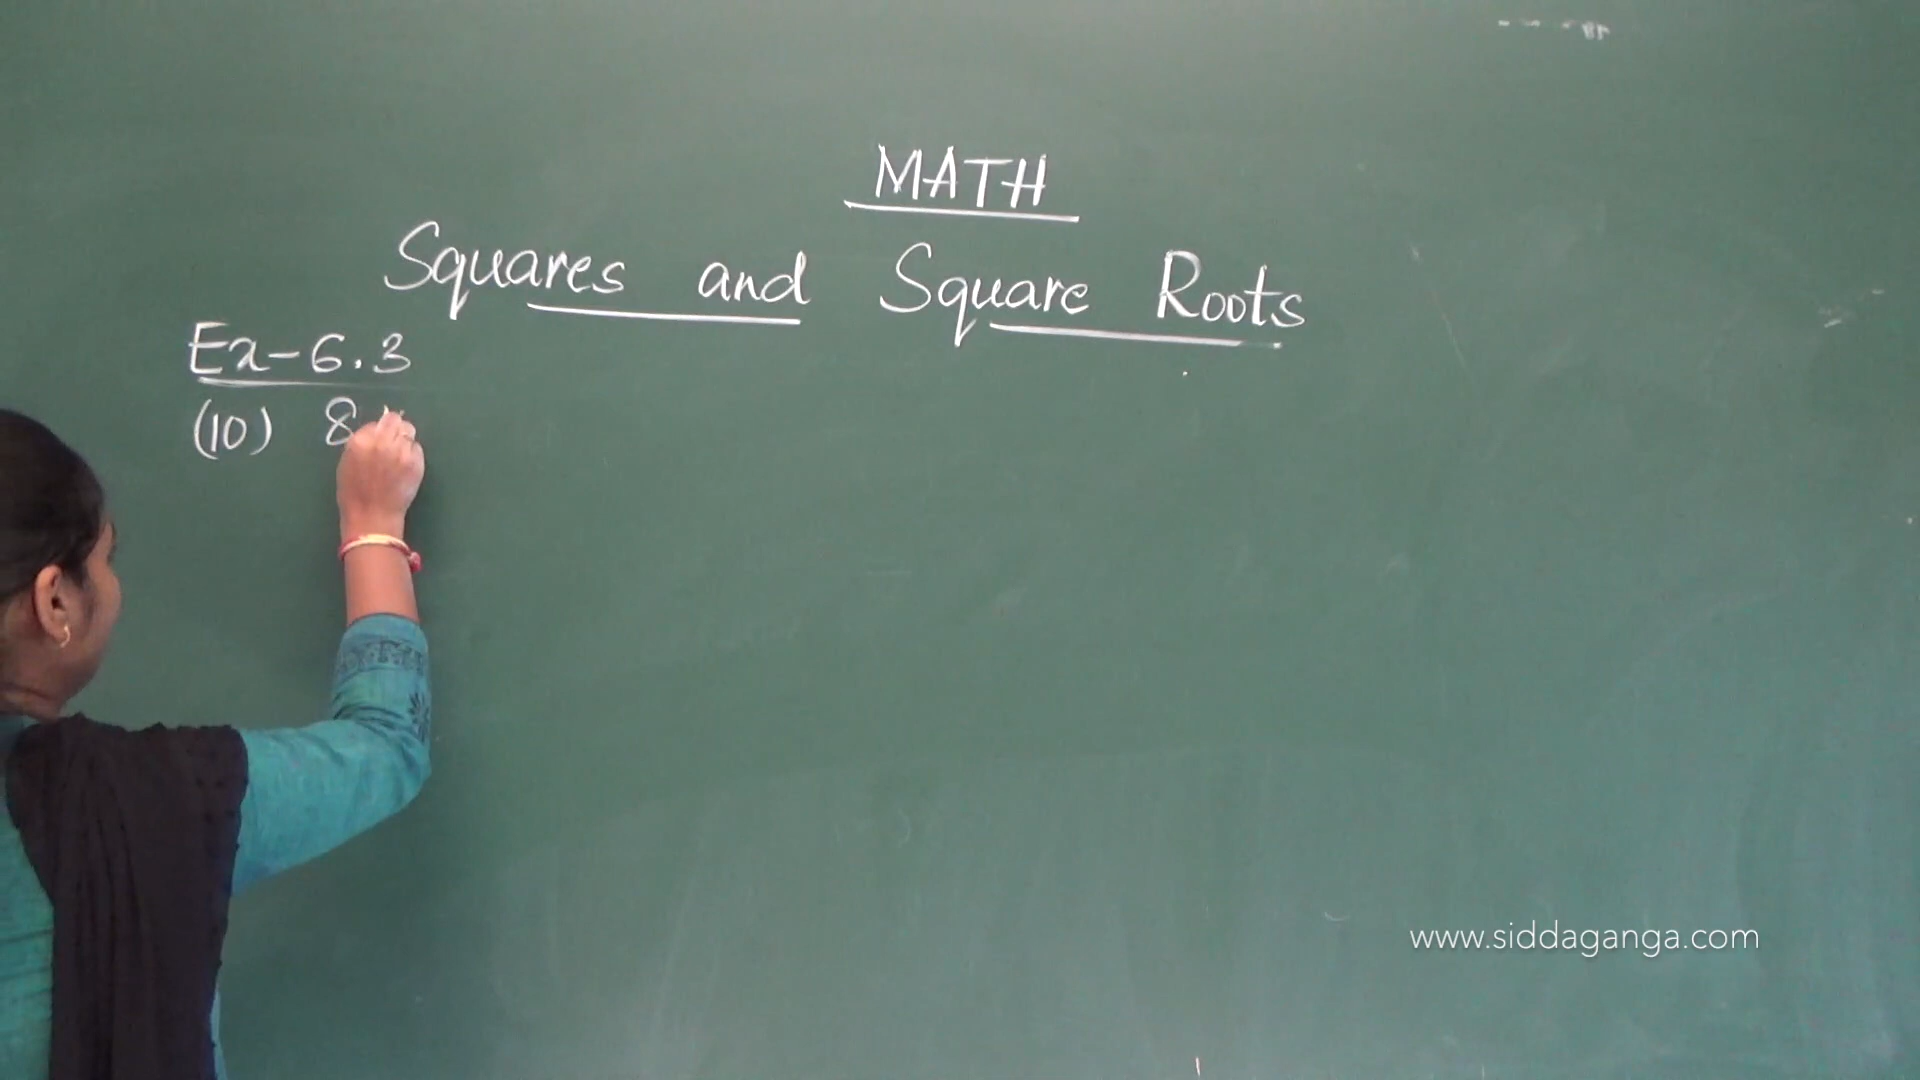 MATH
Squares and Square Roots
Ex-6.3
(10) 8
www.siddaganga.com